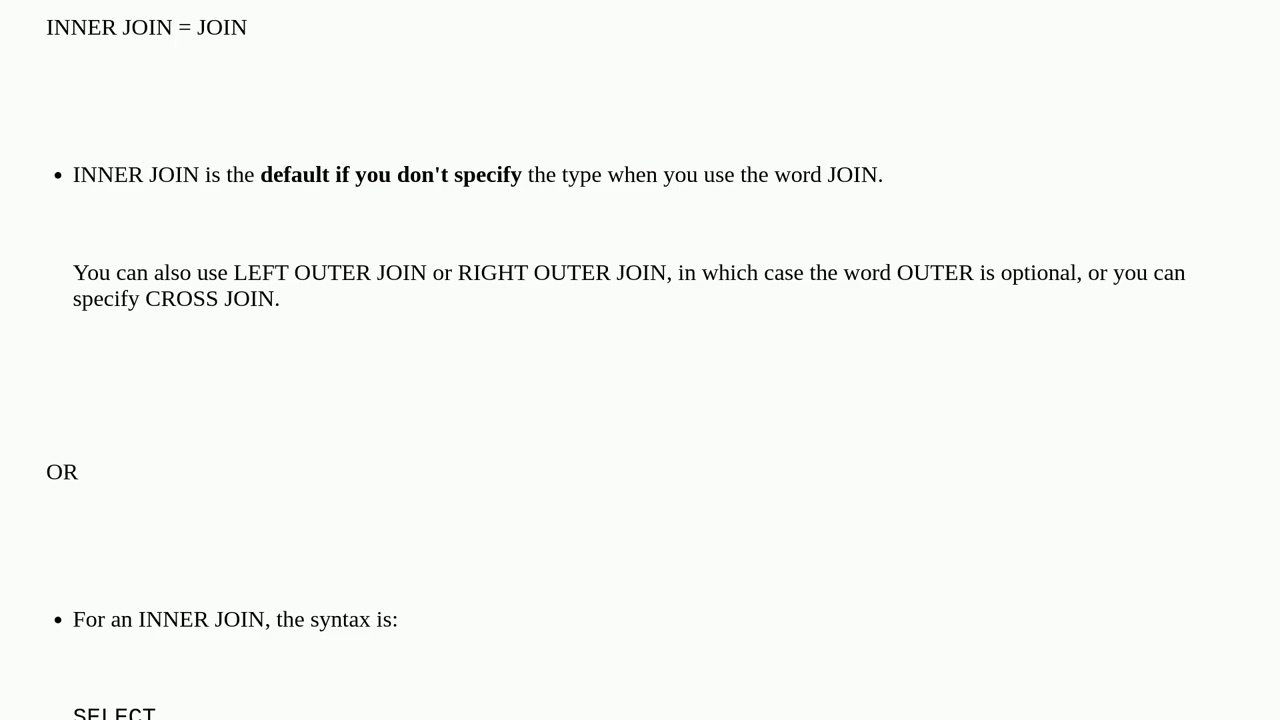 INNER JOIN = JOIN
• INNER JOIN is the default if you don't specify the type when you use the word JOIN.
You can also use LEFT OUTER JOIN or RIGHT OUTER JOIN, in which case the word OUTER is optional, or you can
specify CROSS JOIN.
OR
• For an INNER JOIN, the syntax is:
SELECT